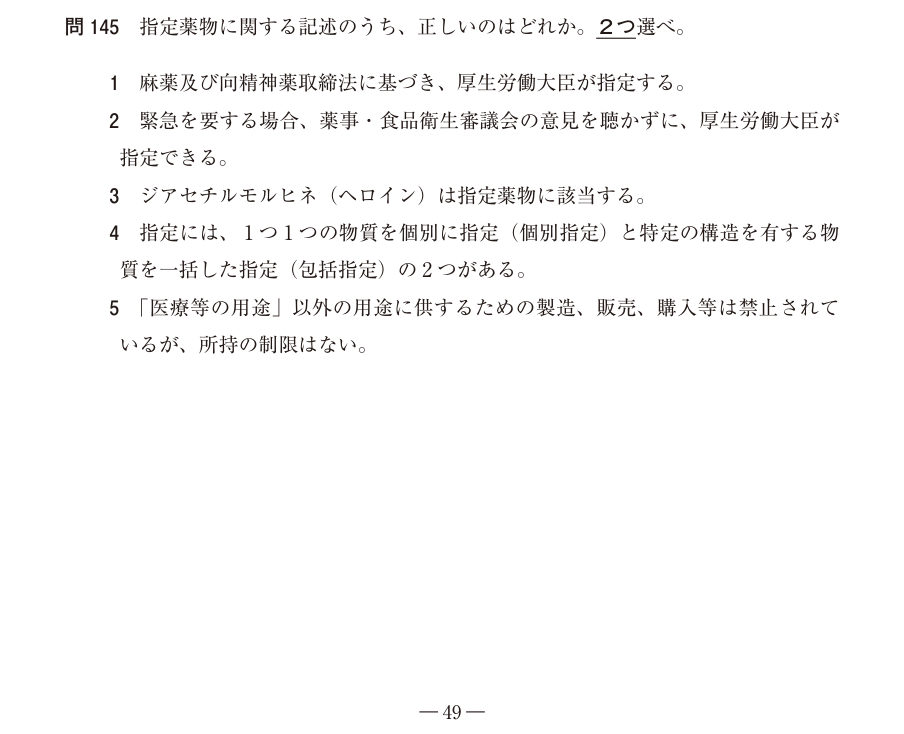 問 145　指定薬物に関する記述のうち、正しいのはどれか。２つ選べ。
1　麻薬及び向精神薬取締法に基づき、厚生労働大臣が指定する。
2　緊急を要する場合、薬事・食品衛生審議会の意見を聴かずに、厚生労働大臣が
指定できる。
3　ジアセチルモルヒネ（ヘロイン）は指定薬物に該当する。
4　指定には、１つ１つの物質を個別に指定（個別指定）と特定の構造を有する物
質を一括した指定（包括指定）の２つがある。
5　「医療等の用途」以外の用途に供するための製造、販売、購入等は禁止されて
いるが、所持の制限はない。
― 49 ―